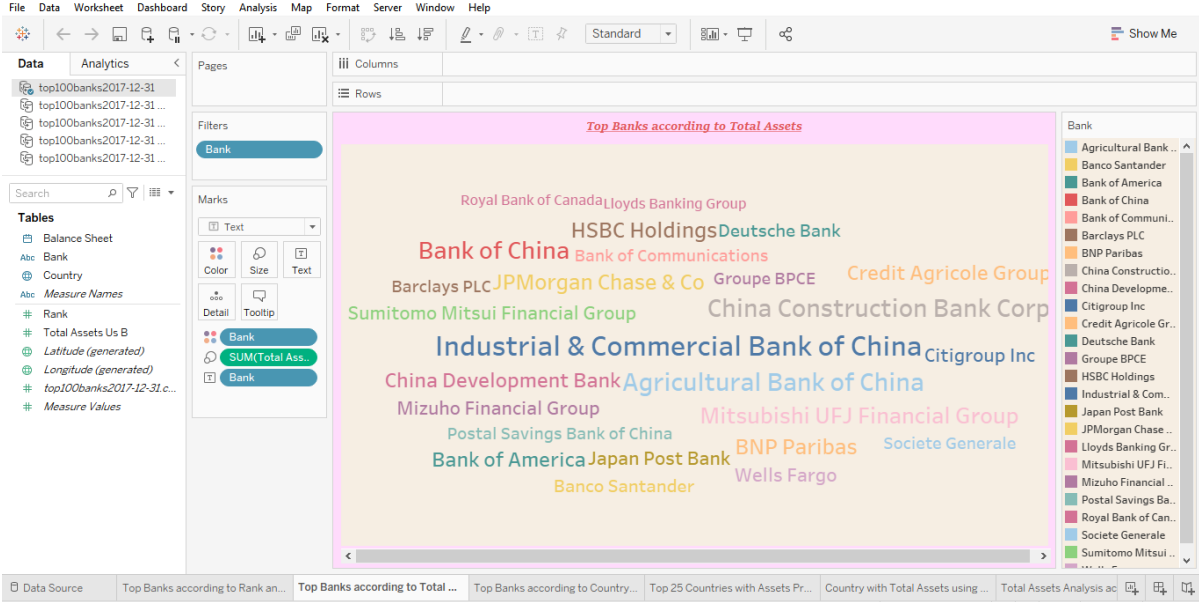 File Data Worksheet Dashboard Story Analysis Map Format Server Window Help
Standard
Show Me
Data Analytics
top100banks2017-12-31
top100banks2017-12-31 ...
top100banks2017-12-31 ...
top100banks2017-12-31 ...
top100banks2017-12-31 ...
Search
Tables
Balance Sheet
Abc Bank
Country
Abc Measure Names
Rank
Total Assets Us B
Latitude (generated)
Longitude (generated)
top100banks2017-12-31.c...
Measure Values
Pages
Filters
Bank
Marks
Text
Color Size Text
Detail Tooltip
Bank
SUM(Total Ass..
Bank
Columns
Rows
Top Banks according to Total Assets
Royal Bank of Canada Lloyds Banking Group
HSBC Holdings Deutsche Bank
Bank of China Bank of Communications
Barclays PLC JPMorgan Chase & Co Groupe BPCE Credit Agricole Group
Sumitomo Mitsui Financial Group China Construction Bank Corp
Industrial & Commercial Bank of China Citigroup Inc
China Development Bank Agricultural Bank of China
Mizuho Financial Group Mitsubishi UFJ Financial Group
Postal Savings Bank of China BNP Paribas Societe Generale
Bank of America Japan Post Bank
Banco Santander Wells Fargo
Bank
Agricultural Bank ..
Banco Santander
Bank of America
Bank of China
Bank of Communi..
Barclays PLC
BNP Paribas
China Constructio..
China Developme..
Citigroup Inc
Credit Agricole Gr..
Deutsche Bank
Groupe BPCE
HSBC Holdings
Industrial & Com..
Japan Post Bank
JPMorgan Chase ..
Lloyds Banking Gr..
Mitsubishi UFJ Fi..
Mizuho Financial ..
Postal Savings Ba..
Royal Bank of Can..
Societe Generale
Sumitomo Mitsui ..
Data Source Top Banks according to Rank an... Top Banks according to Total ... Top Banks according to Country... Top 25 Countries with Assets Pr... Country with Total Assets using ... Total Assets Analysis ac